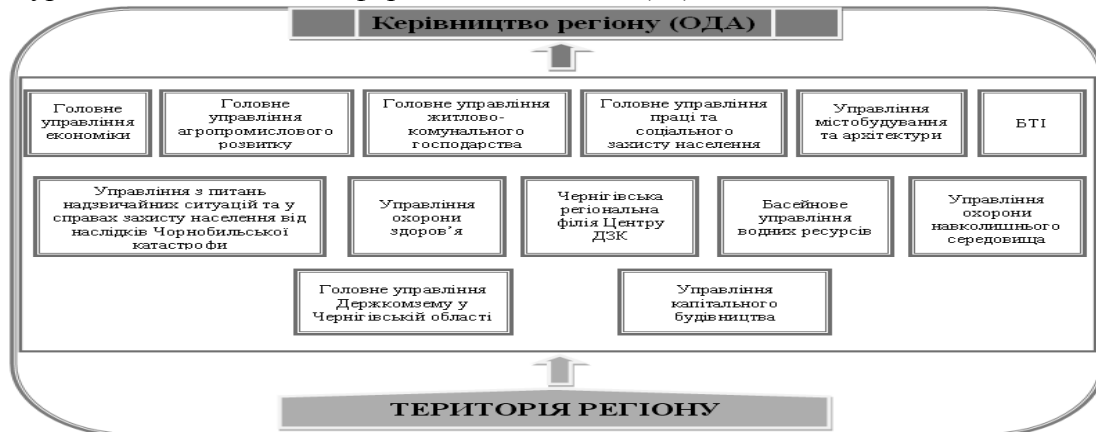 Керівництво регіону (ОДА)
Головне
управління
економіки
Головне
управління
агропромислового
розвитку
Головне управління
житлово-
комунального
господарства
Головне управління
праці та
соціального
захисту населення
Управління
містобудування
та архітектури
БТІ
Управління з питань
надзвичайних ситуацій та у
справах захисту населення від
наслідків Чорнобильської
катастрофи
Управління
охорони
здоров’я
Чернігівська
регіональна
філія Центру
ДЗК
Басейнове
управління
водних ресурсів
Управління
охорони
навколишнього
середовища
Головне управління
Держкомзему у
Чернігівській області
Управління
капітального
будівництва
ТЕРИТОРІЯ РЕГІОНУ